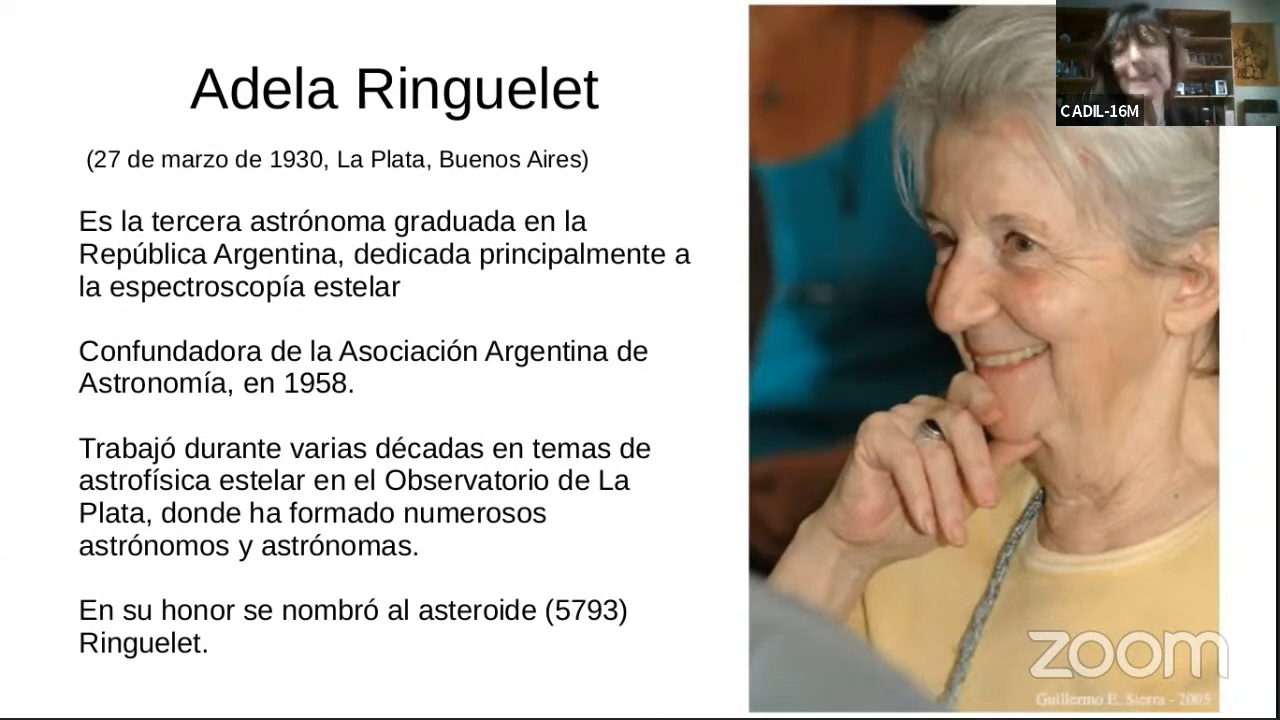 Adela Ringuelet
(27 de marzo de 1930, La Plata, Buenos Aires)
Es la tercera astrónoma graduada en la
República Argentina, dedicada principalmente a
la espectroscopía estelar
Confundadora de la Asociación Argentina de
Astronomía, en 1958.
Trabajó durante varias décadas en temas de
astrofísica estelar en el Observatorio de La
Plata, donde ha formado numerosos
astrónomos y astrónomas.
En su honor se nombró al asteroide (5793)
Ringuelet.
CADIL-16M
zoom
Guillermo E. Sierra - 2005